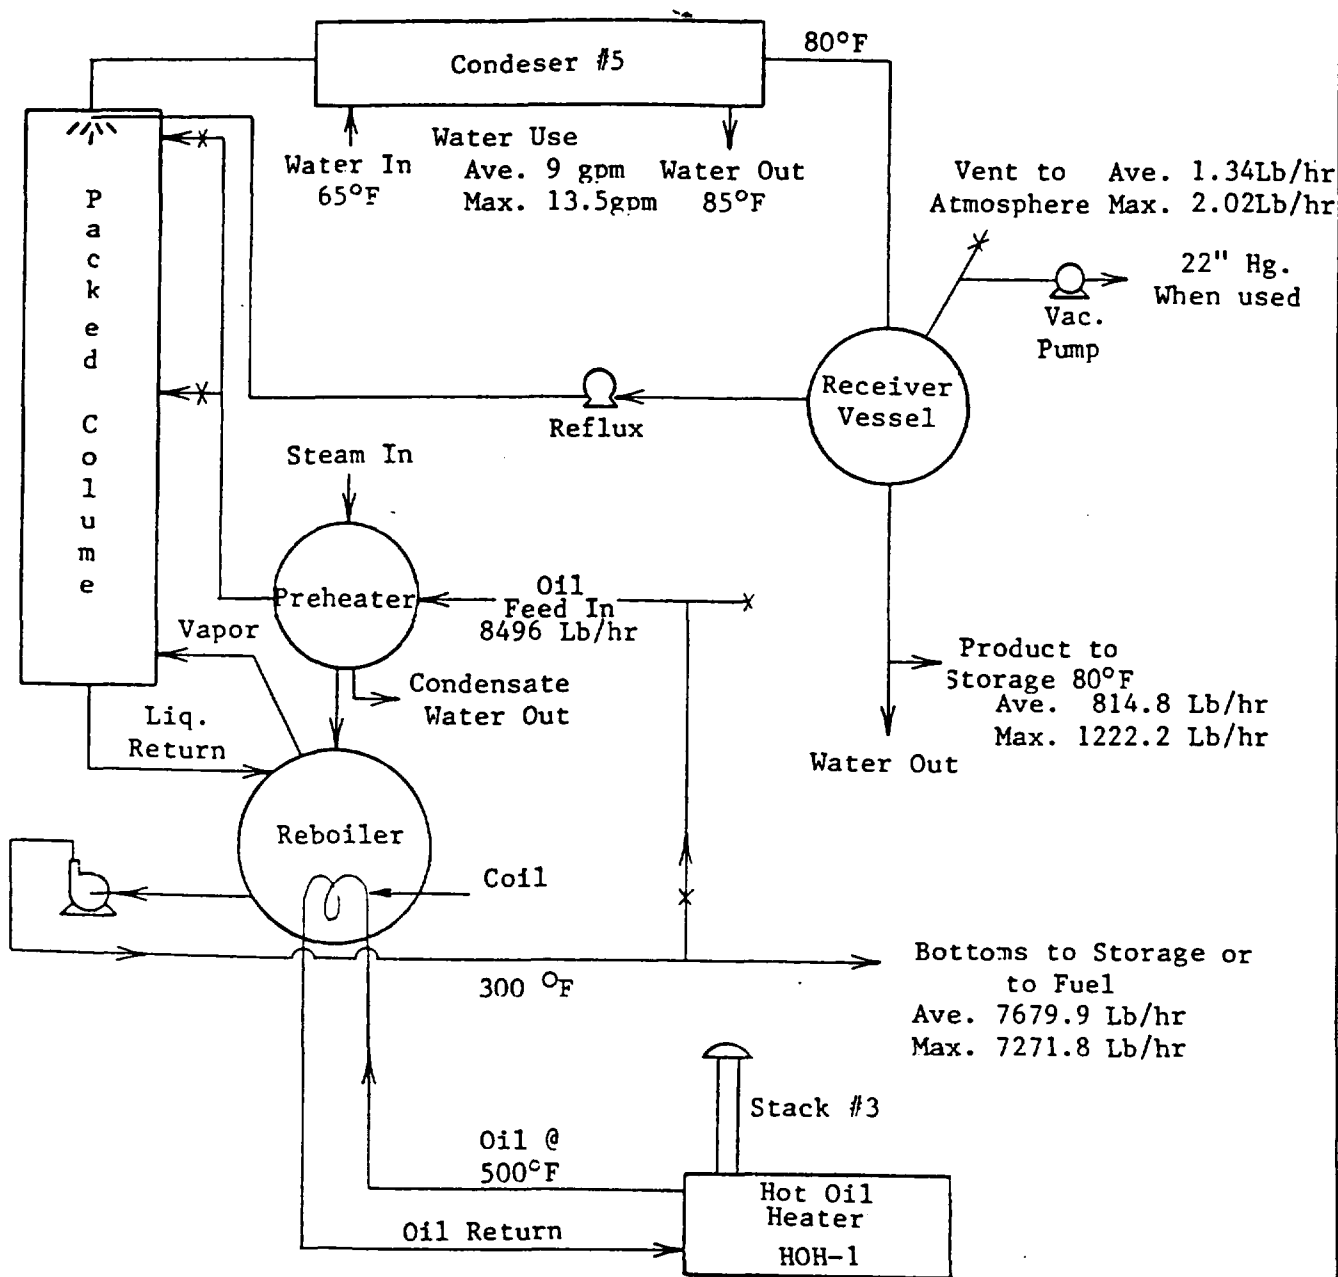 Condeser #5
80°F
Water In
65°F
Water Use
Ave. 9 gpm
Max. 13.5gpm
Water Out
85°F
Vent to Ave. 1.34Lb/hr
Atmosphere Max. 2.02Lb/hr
22" Hg.
When used
Vac.
Pump
Packed Colume
Receiver
Vessel
Reflux
Steam In
Preheater
Oil
Feed In
8496 Lb/hr
Vapor
Condensate
Water Out
Liq.
Return
Product to
Storage 80°F
Ave. 814.8 Lb/hr
Max. 1222.2 Lb/hr
Water Out
Reboiler
Coil
300 °F
Bottoms to Storage or
to Fuel
Ave. 7679.9 Lb/hr
Max. 7271.8 Lb/hr
Stack #3
Oil @
500°F
Hot Oil
Heater
HOH-1
Oil Return